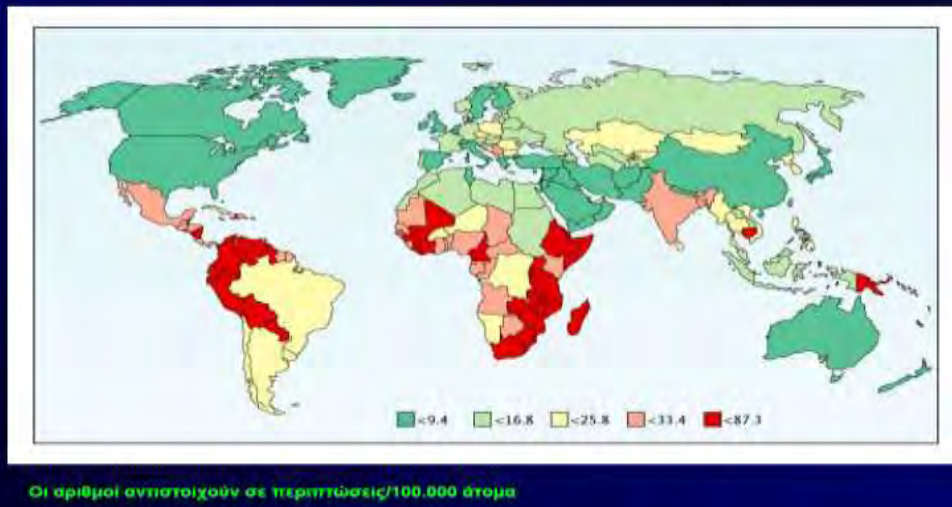 <9.4 <16.8 <25.8 <33.4 <87.3
Οι αριθμοί αντιστοιχούν σε περιπτώσεις/100.000 άτομα